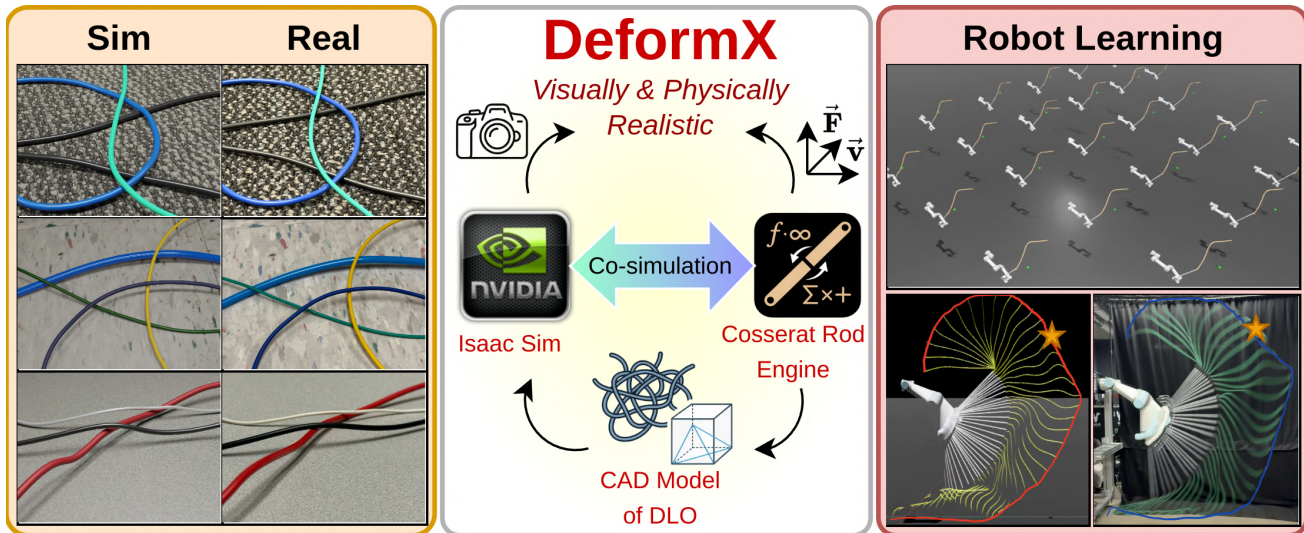 Sim
Real
DeformX
Visually & Physically
Realistic
F
v
NVIDIA
Co-simulation
f·∞
Σ×+
Isaac Sim
Cosserat Rod
Engine
CAD Model
of DLO
Robot Learning